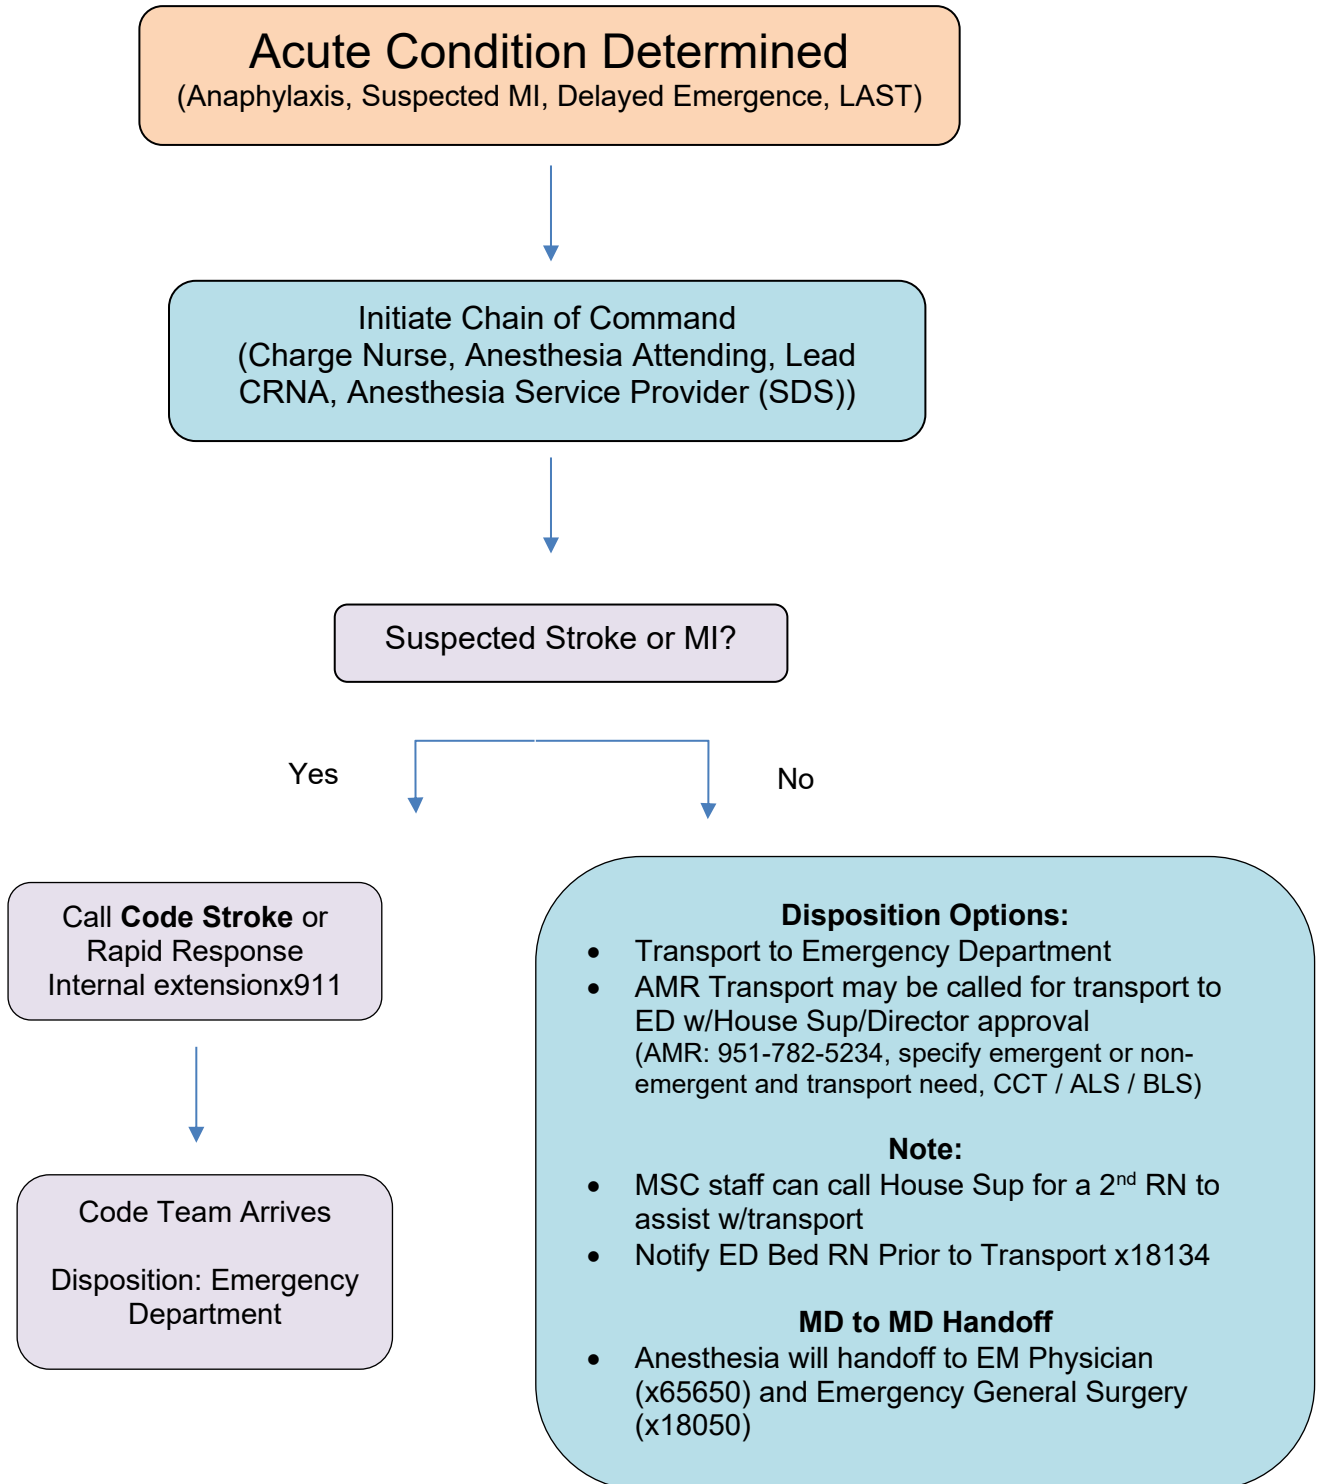 Acute Condition Determined
(Anaphylaxis, Suspected MI, Delayed Emergence, LAST)
Initiate Chain of Command
(Charge Nurse, Anesthesia Attending, Lead
CRNA, Anesthesia Service Provider (SDS))
Suspected Stroke or MI?
Yes
No
Call Code Stroke or
Rapid Response
Internal extensionx911
Code Team Arrives
Disposition: Emergency
Department
Disposition Options:
• Transport to Emergency Department
• AMR Transport may be called for transport to
ED w/House Sup/Director approval
(AMR: 951-782-5234, specify emergent or non-
emergent and transport need, CCT / ALS / BLS)
Note:
• MSC staff can call House Sup for a 2nd RN to
assist w/transport
• Notify ED Bed RN Prior to Transport x18134
MD to MD Handoff
• Anesthesia will handoff to EM Physician
(x65650) and Emergency General Surgery
(x18050)